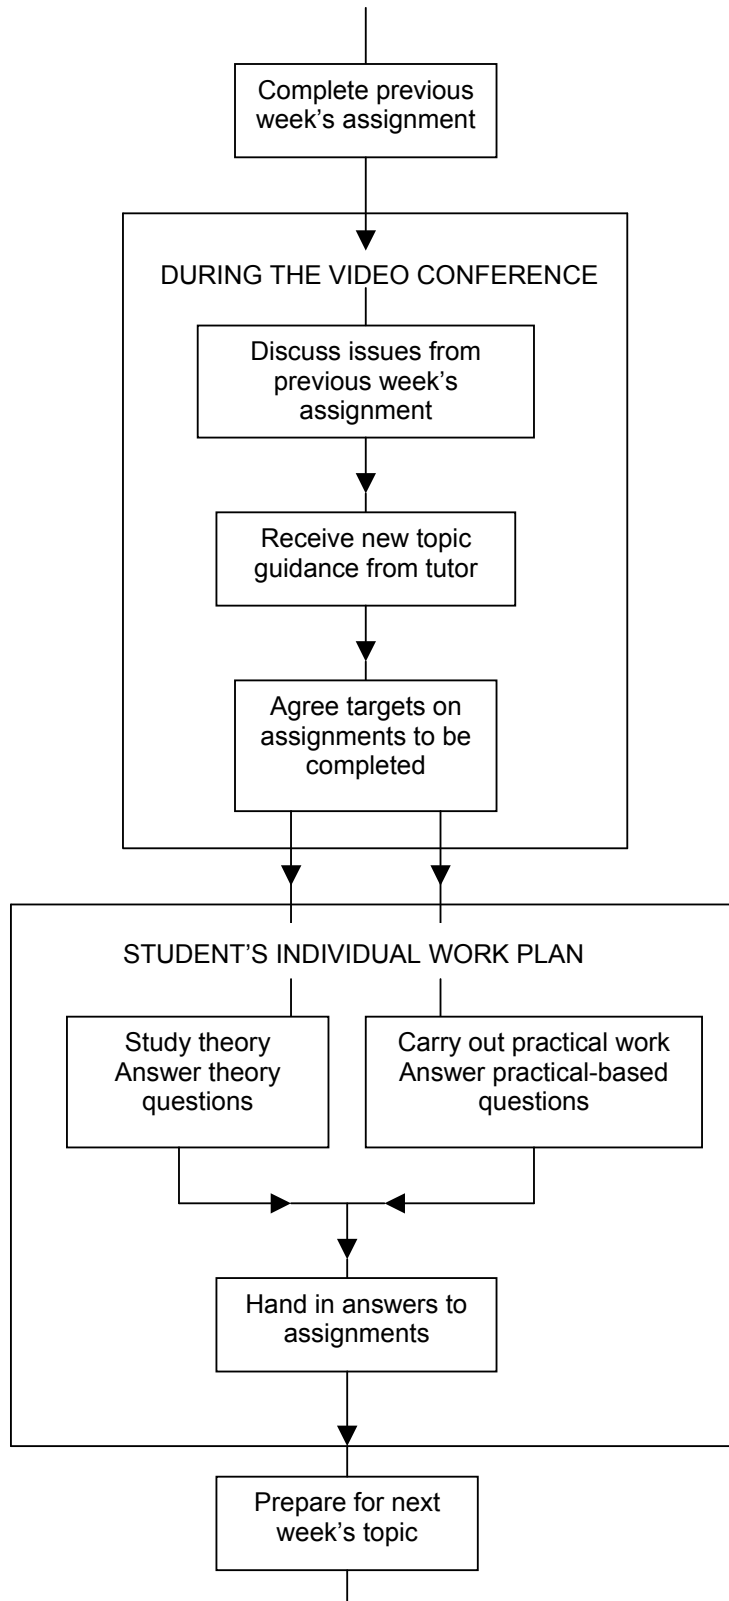 Complete previous
week’s assignment
DURING THE VIDEO CONFERENCE
Discuss issues from
previous week’s
assignment
Receive new topic
guidance from tutor
Agree targets on
assignments to be
completed
STUDENT’S INDIVIDUAL WORK PLAN
Study theory
Answer theory
questions
Carry out practical work
Answer practical-based
questions
Hand in answers to
assignments
Prepare for next
week’s topic